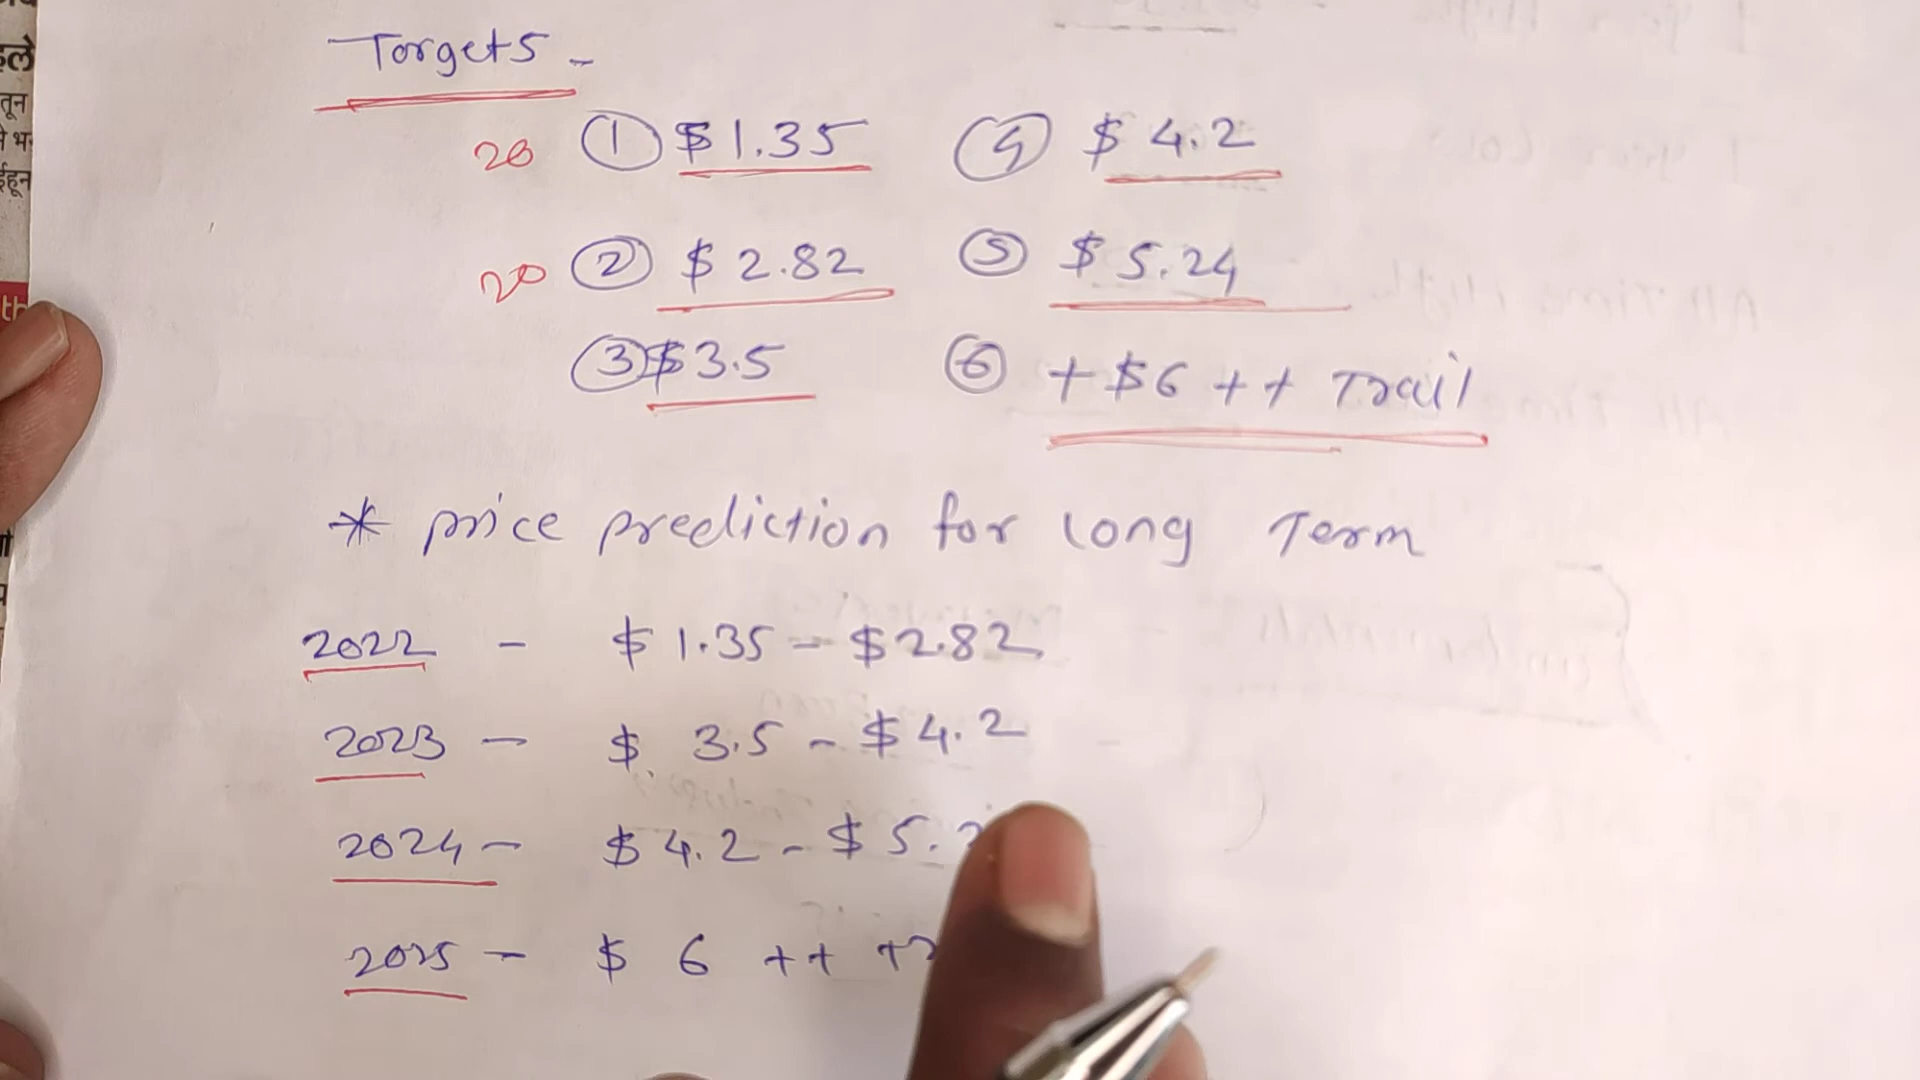 Torgets -
20 ① $ 1.35 ④ $ 4.2
20 ② $ 2.82 ⑤ $ 5.24
③ $ 3.5 ⑥ + $6 ++ Trail
* price prediction for long Term
2022 - $ 1.35 - $ 2.82
2023 - $ 3.5 - $ 4.2
2024 - $ 4.2 - $ 5.
2025 - $ 6 ++